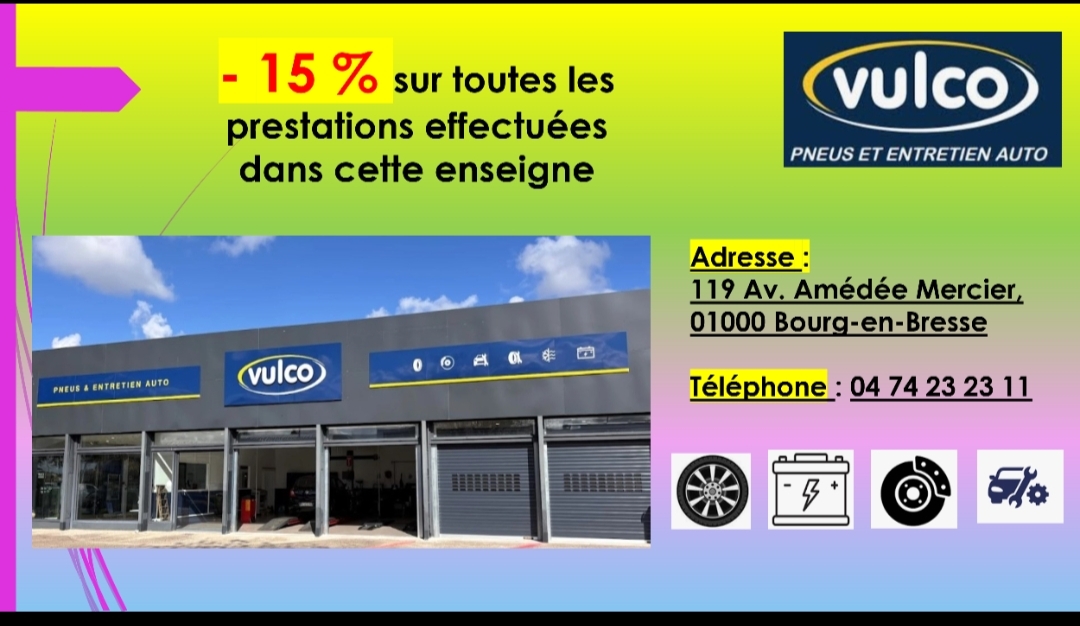 - 15 % sur toutes les
prestations effectuées
dans cette enseigne
vulco
PNEUS ET ENTRETIEN AUTO
PNEUS & ENTRETIEN AUTO
vulco
Adresse :
119 Av. Amédée Mercier,
01000 Bourg-en-Bresse
Téléphone : 04 74 23 23 11